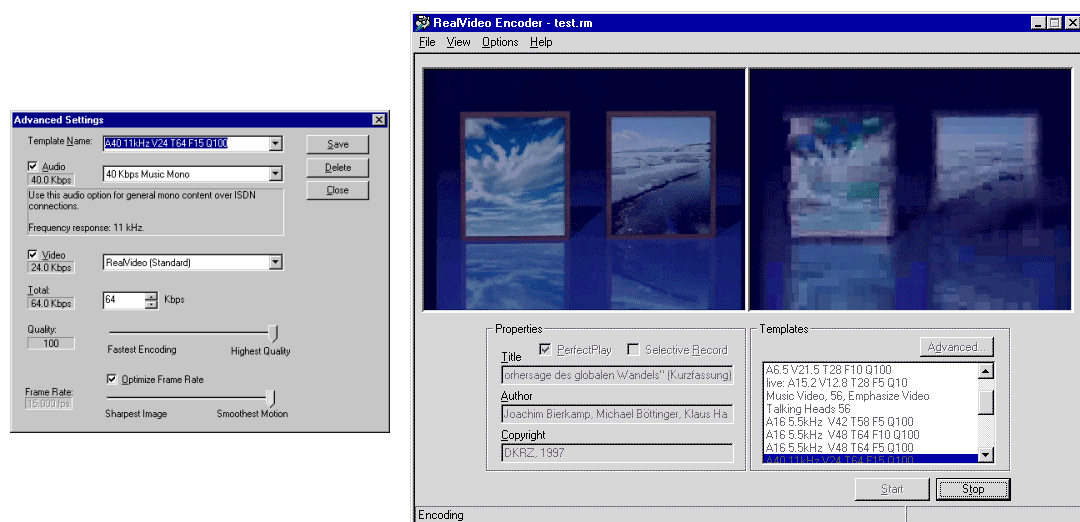 Advanced Settings
Template Name: A40 11kHz V24 T64 F15 Q100
Save
Audio
40.0 Kbps
40 Kbps Music Mono
Delete
Close
Use this audio option for general mono content over ISDN
connections.
Frequency response: 11 kHz.
Video
24.0 Kbps
RealVideo (Standard)
Total:
64.0 Kbps
64 Kbps
Quality:
100
Fastest Encoding Highest Quality
Optimize Frame Rate
Frame Rate:
15.000 fps
Sharpest Image Smoothest Motion
RealVideo Encoder - test.rm
File View Options Help
Properties
PerfectPlay Selective Record
Title
orhersage des globalen Wandels" (Kurzfassung)
Author
Joachim Bierkamp, Michael Böttinger, Klaus Ha
Copyright
DKRZ, 1997
Templates
Advanced...
A6.5 V21.5 T28 F10 Q100
live: A15.2 V12.8 T28 F5 Q10
Music Video, 56, Emphasize Video
Talking Heads 56
A16 5.5kHz V42 T58 F5 Q100
A16 5.5kHz V48 T64 F10 Q100
A16 5.5kHz V48 T64 F5 Q100
A40 11kHz V24 T64 F15 Q100
Start Stop
Encoding